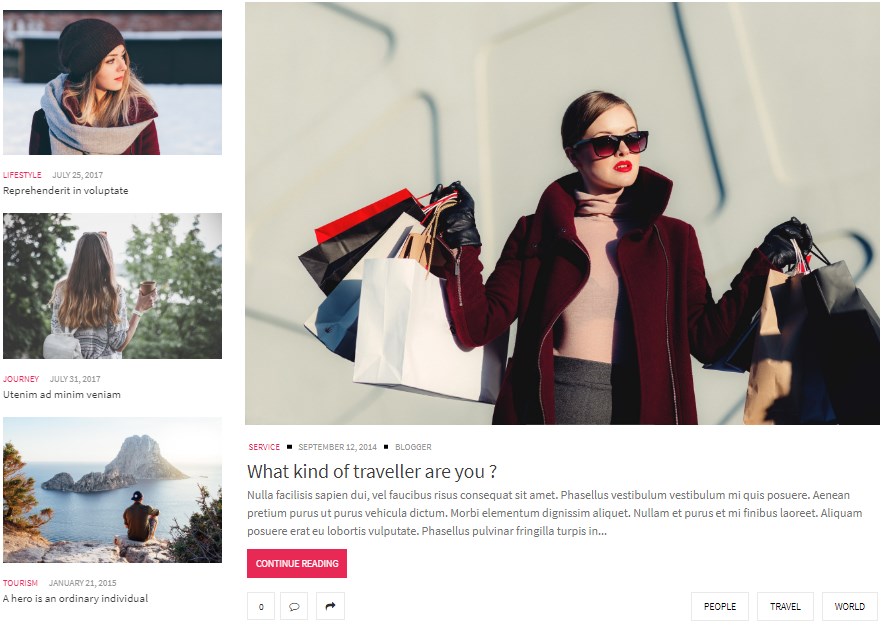 LIFESTYLE JULY 25, 2017
Reprehenderit in voluptate
JOURNEY JULY 31, 2017
Utenim ad minim veniam
TOURISM JANUARY 21, 2015
A hero is an ordinary individual
SERVICE SEPTEMBER 12, 2014 BLOGGER
What kind of traveller are you ?
Nulla facilisis sapien dui, vel faucibus risus consequat sit amet. Phasellus vestibulum vestibulum mi quis posuere. Aenean
pretium purus ut purus vehicula dictum. Morbi elementum dignissim aliquet. Nullam et purus et mi finibus laoreet. Aliquam
posuere erat eu lobortis vulputate. Phasellus pulvinar fringilla turpis in...
CONTINUE READING
0
PEOPLE TRAVEL WORLD